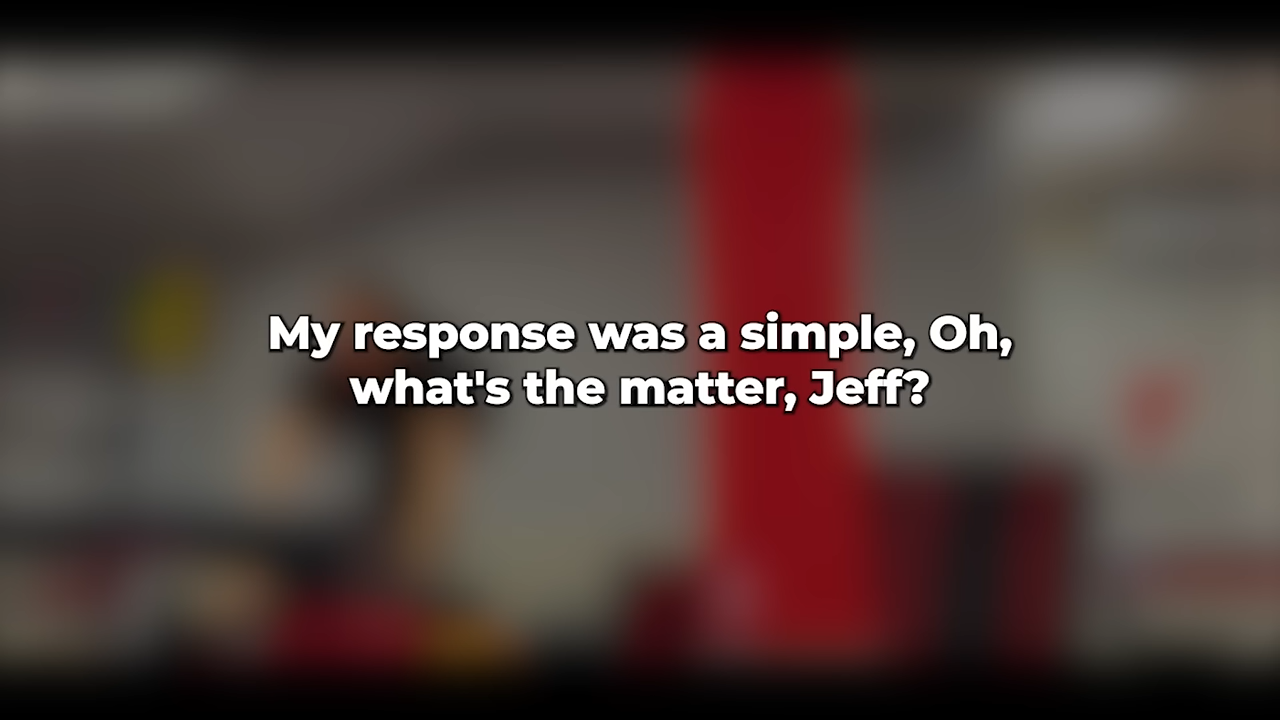 My response was a simple, Oh,
what's the matter, Jeff?